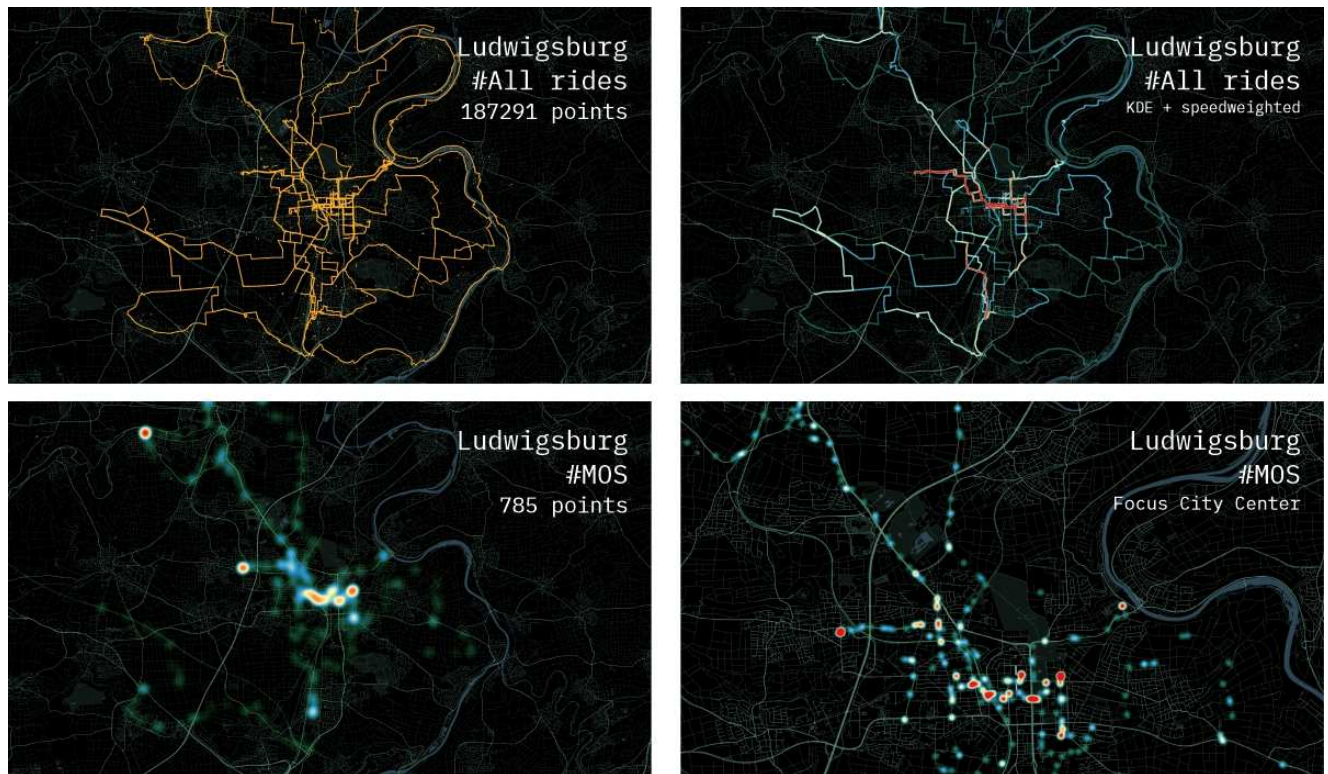 Ludwigsburg
#All rides
187291 points
Ludwigsburg
#All rides
KDE + speedweighted
Ludwigsburg
#MOS
785 points
Ludwigsburg
#MOS
Focus City Center